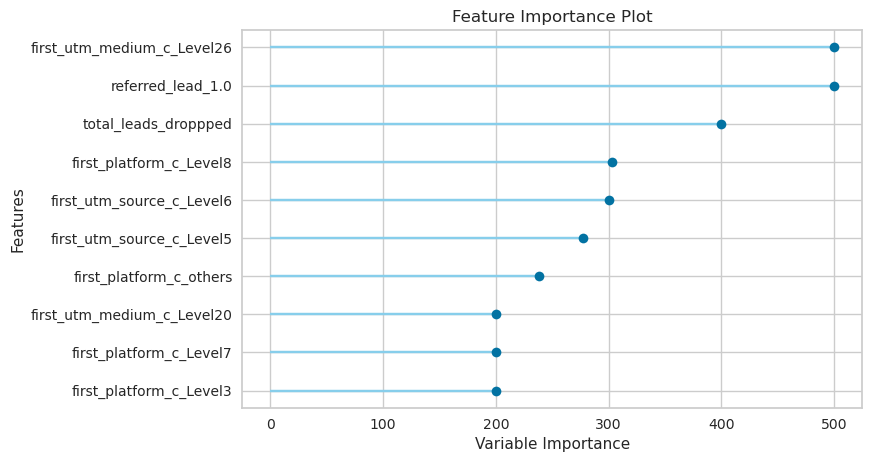 Feature Importance Plot
first_utm_medium_c_Level26
referred_lead_1.0
total_leads_droppped
first_platform_c_Level8
first_utm_source_c_Level6
first_utm_source_c_Level5
first_platform_c_others
first_utm_medium_c_Level20
first_platform_c_Level7
first_platform_c_Level3
Features
0 100 200 300 400 500
Variable Importance